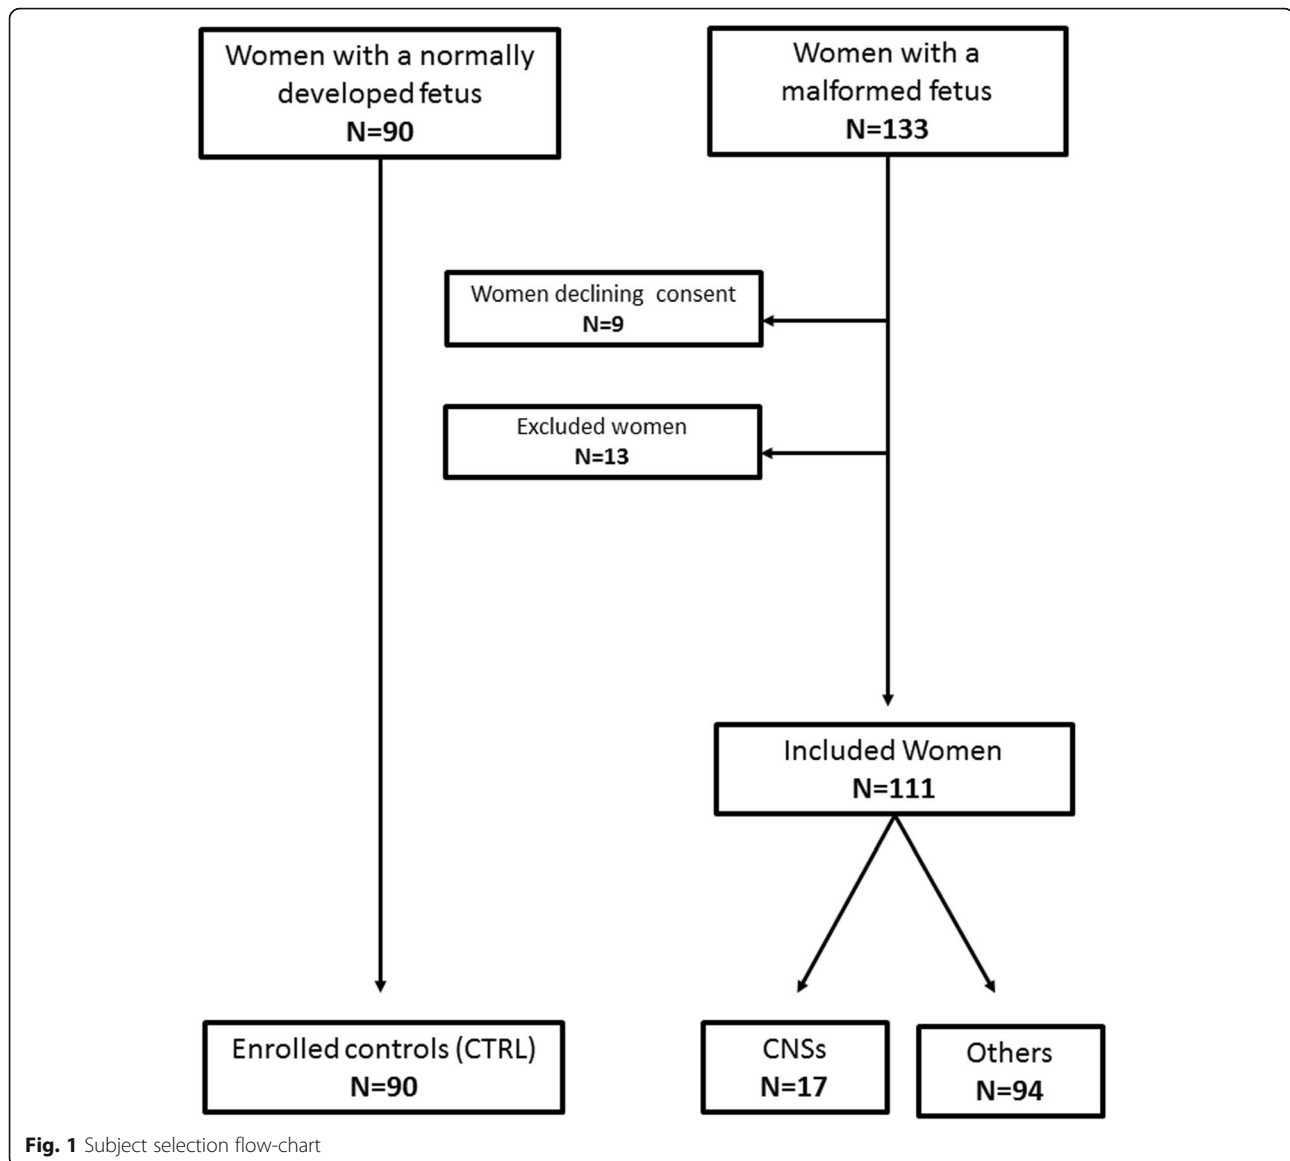 Women with a normally
developed fetus
N=90
Women with a
malformed fetus
N=133
Women declining consent
N=9
Excluded women
N=13
Included Women
N=111
Enrolled controls (CTRL)
N=90
CNSs
N=17
Others
N=94
Fig. 1 Subject selection flow-chart